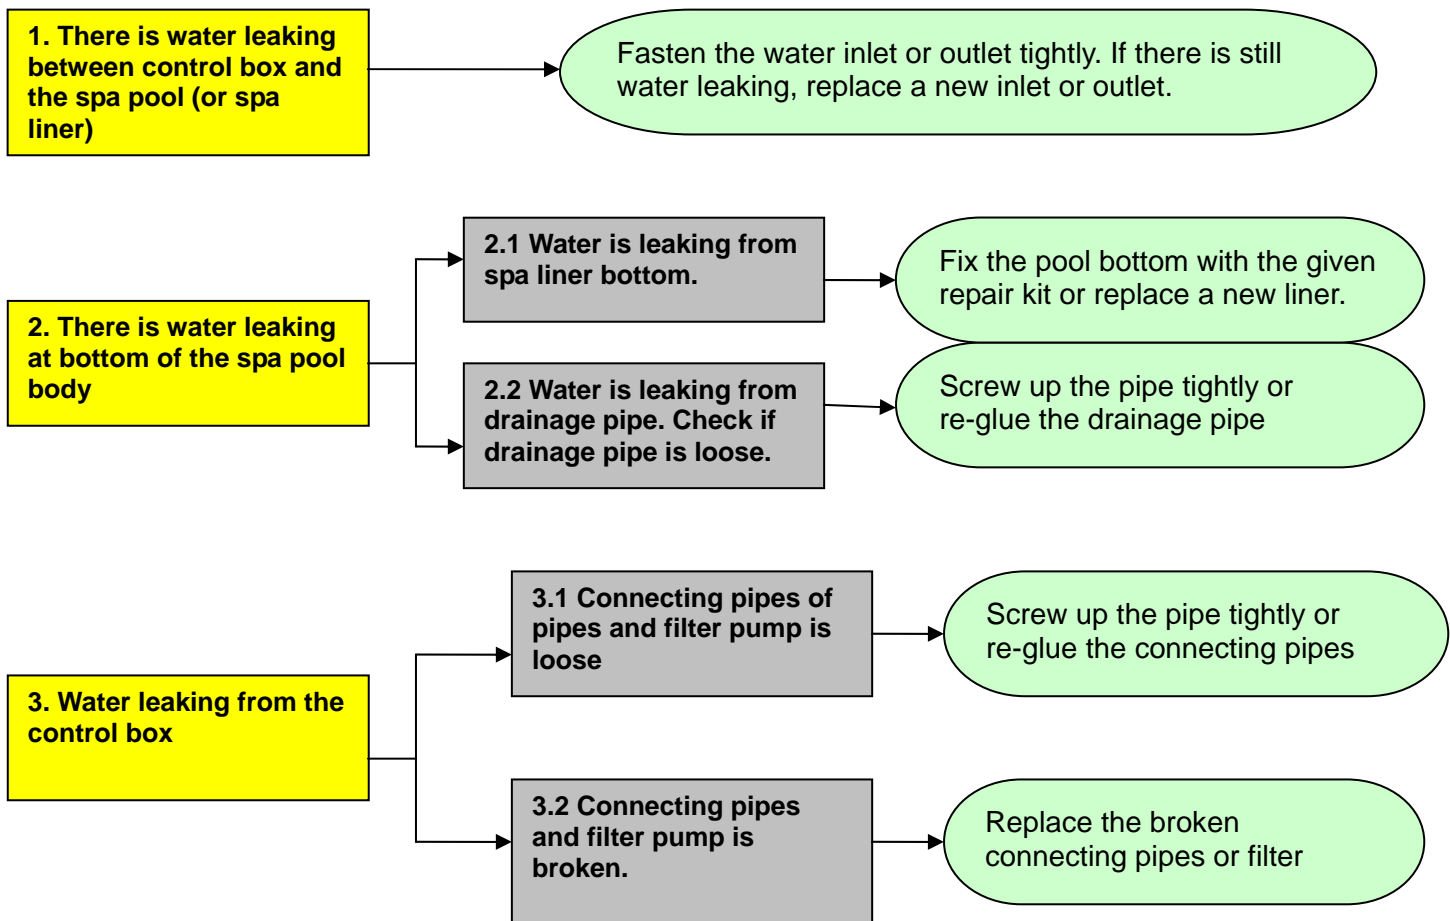 1. There is water leaking
between control box and
the spa pool (or spa
liner)
Fasten the water inlet or outlet tightly. If there is still
water leaking, replace a new inlet or outlet.
2. There is water leaking
at bottom of the spa pool
body
2.1 Water is leaking from
spa liner bottom.
Fix the pool bottom with the given
repair kit or replace a new liner.
2.2 Water is leaking from
drainage pipe. Check if
drainage pipe is loose.
Screw up the pipe tightly or
re-glue the drainage pipe
3. Water leaking from the
control box
3.1 Connecting pipes of
pipes and filter pump is
loose
Screw up the pipe tightly or
re-glue the connecting pipes
3.2 Connecting pipes
and filter pump is
broken.
Replace the broken
connecting pipes or filter